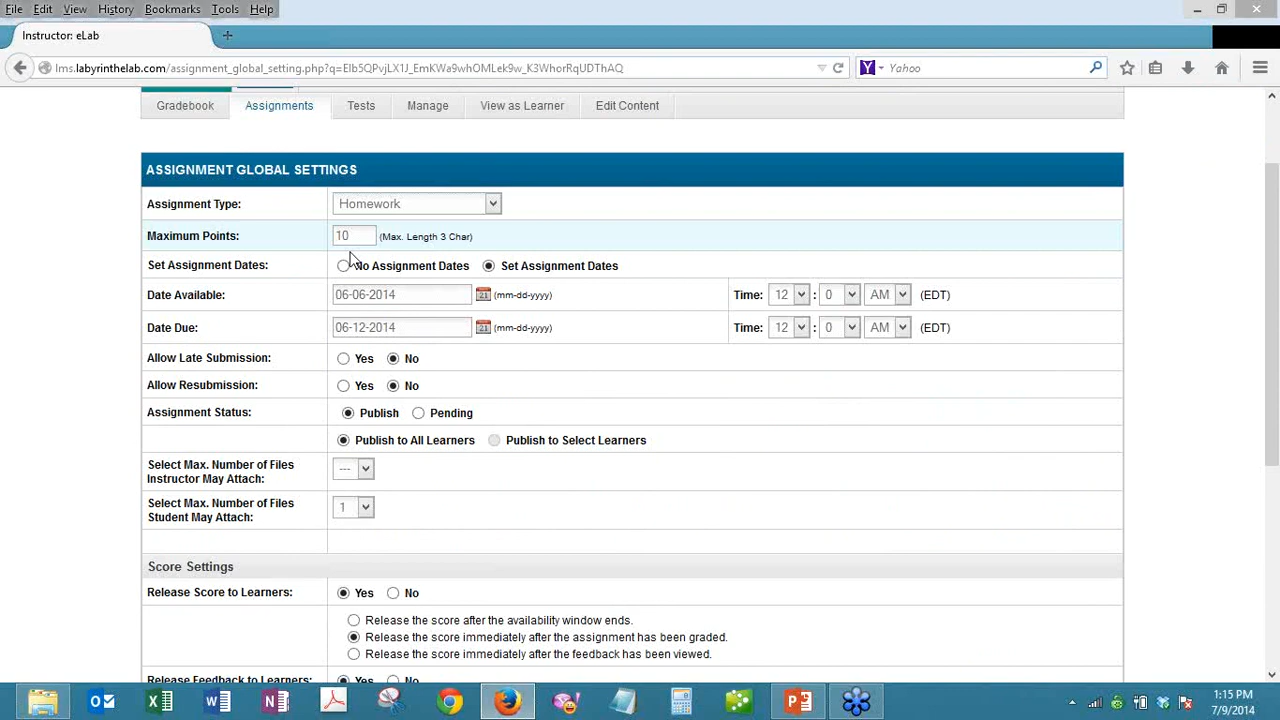 File Edit View History Bookmarks Tools Help
Instructor: eLab
lms.labyrinthelab.com/assignment_global_setting.php?q=EIb5QPvjLX1J_EmKWa9whOMLek9w_K3WhorRqUDThAQ
Yahoo
Gradebook Assignments Tests Manage View as Learner Edit Content
ASSIGNMENT GLOBAL SETTINGS
Assignment Type: Homework
Maximum Points: 10 (Max. Length 3 Char)
Set Assignment Dates: No Assignment Dates Set Assignment Dates
Date Available: 06-06-2014 21 (mm-dd-yyyy) Time: 12 : 0 AM (EDT)
Date Due: 06-12-2014 21 (mm-dd-yyyy) Time: 12 : 0 AM (EDT)
Allow Late Submission: Yes No
Allow Resubmission: Yes No
Assignment Status: Publish Pending
Publish to All Learners Publish to Select Learners
Select Max. Number of Files
Instructor May Attach: ---
Select Max. Number of Files
Student May Attach: 1
Score Settings
Release Score to Learners: Yes No
Release the score after the availability window ends.
Release the score immediately after the assignment has been graded.
Release the score immediately after the feedback has been viewed.
Release Feedback to Learners: Yes No
1:15 PM
7/9/2014